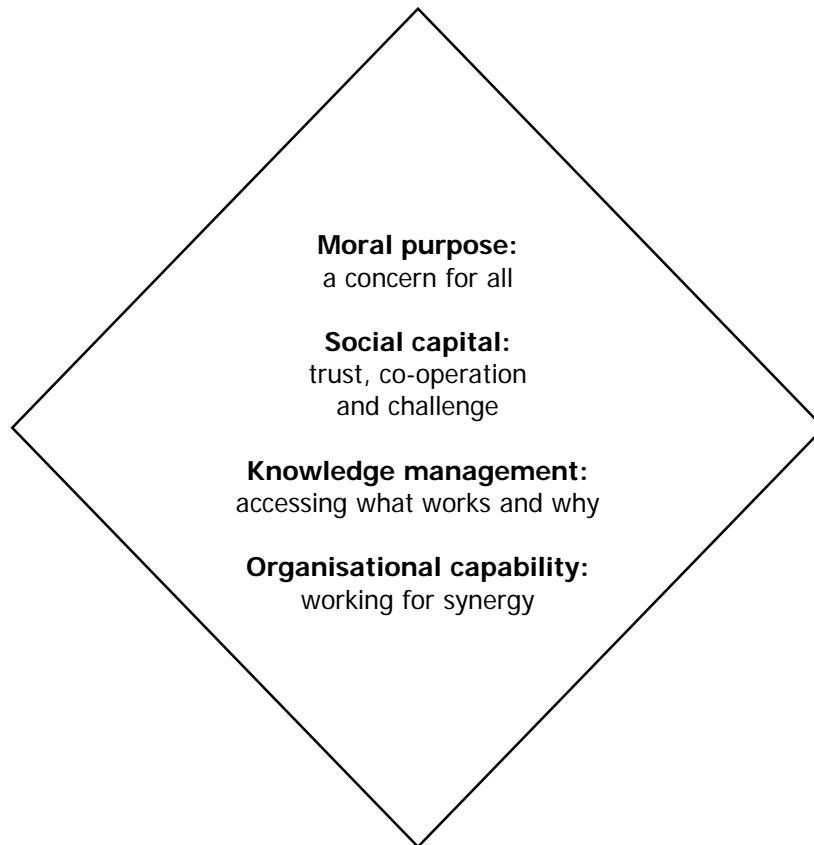 Moral purpose:
a concern for all
Social capital:
trust, co-operation
and challenge
Knowledge management:
accessing what works and why
Organisational capability:
working for synergy